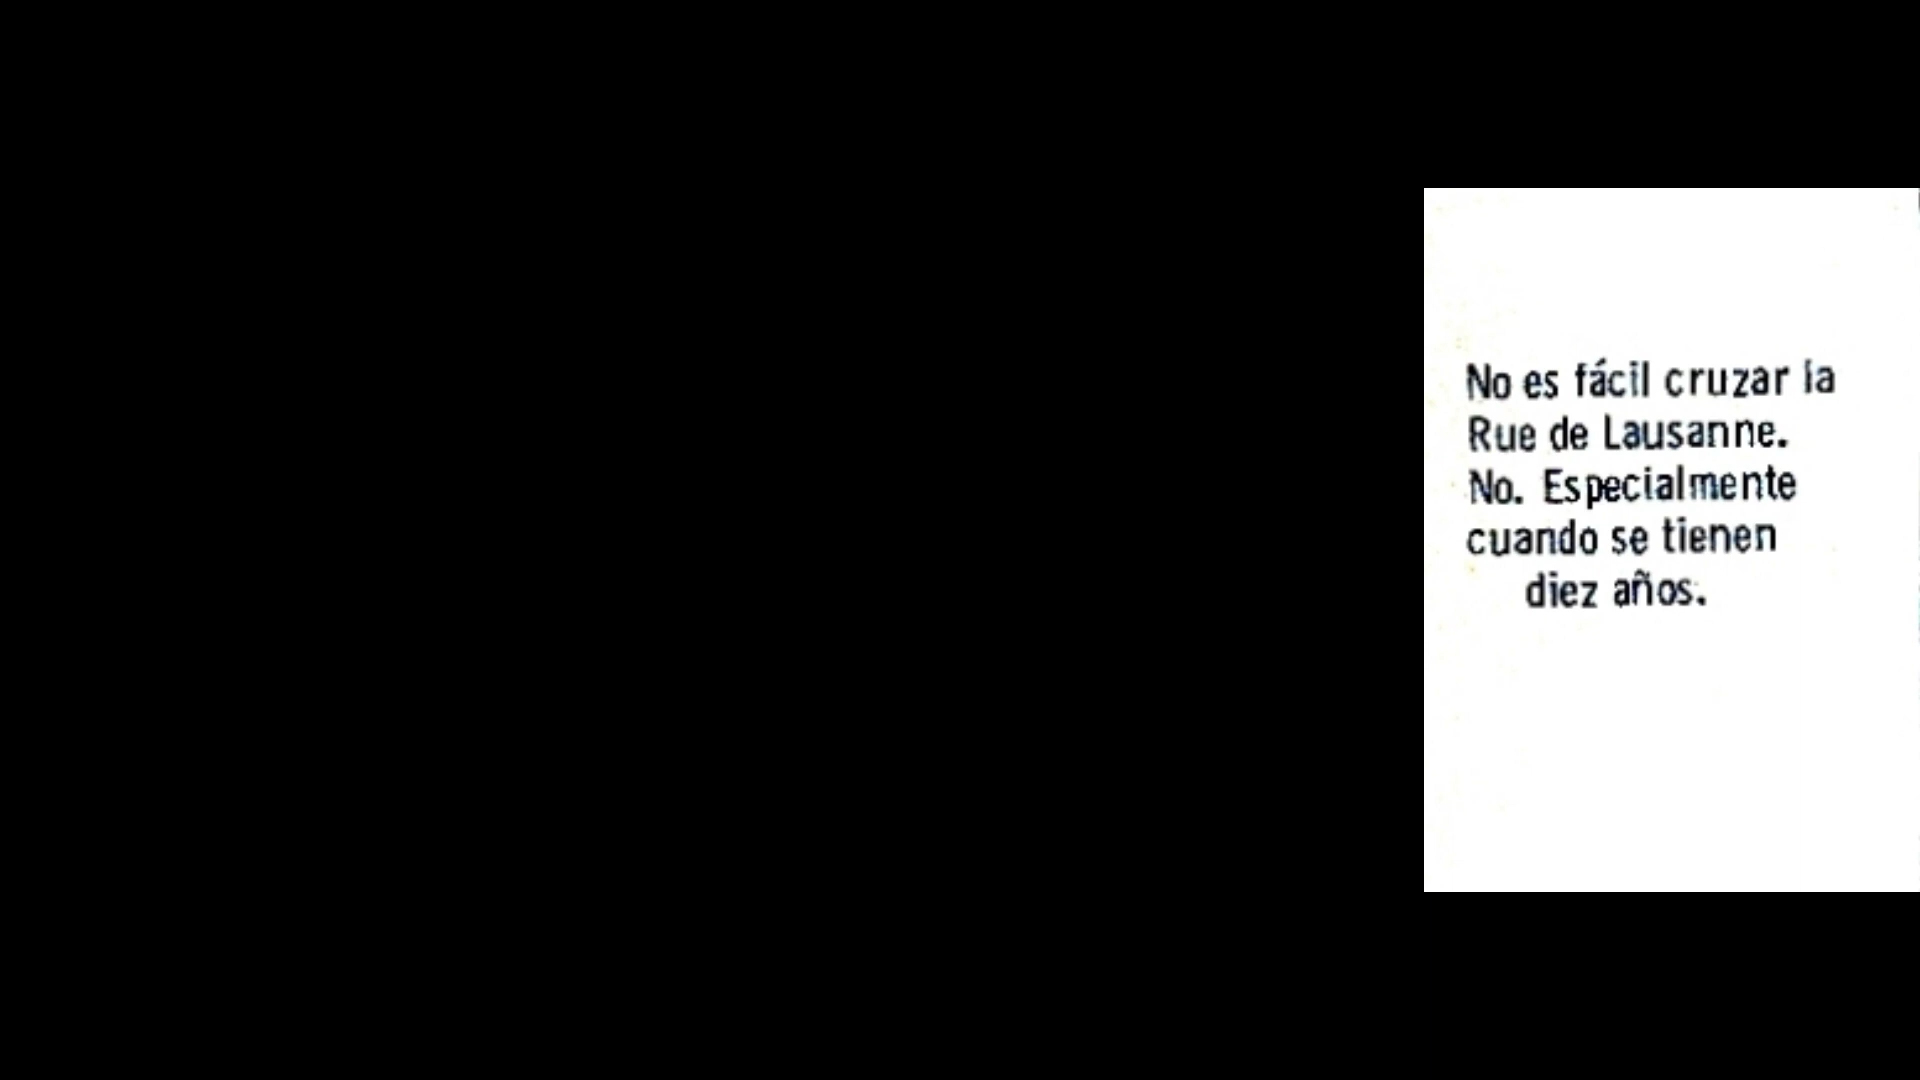 No es fácil cruzar la
Rue de Lausanne.
No. Especialmente
cuando se tienen
diez años.